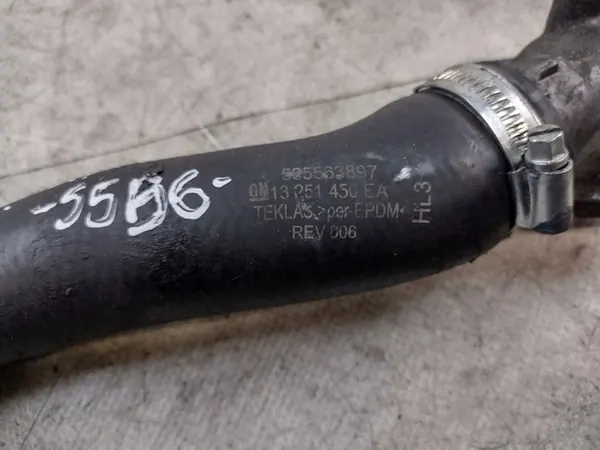 -55B6-
505563897
GM 13 251 450 EA
TEKLAS >per-EPDM<
REV 006
HL3